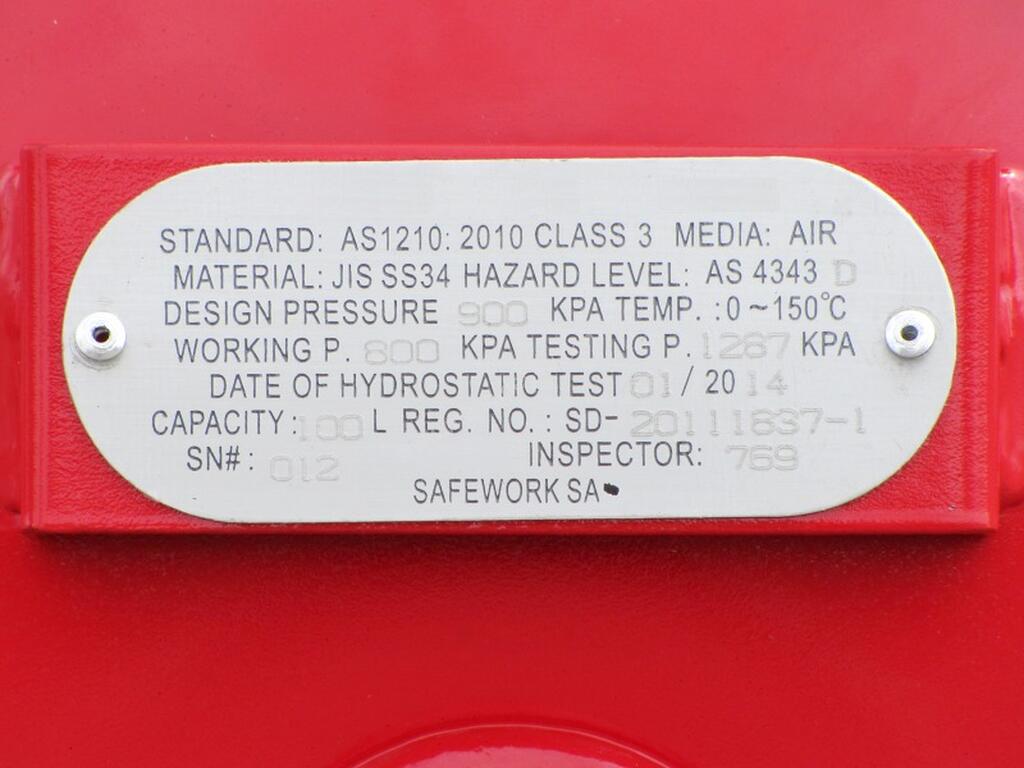 STANDARD: AS1210: 2010 CLASS 3 MEDIA: AIR
MATERIAL: JIS SS34 HAZARD LEVEL: AS 4343 D
DESIGN PRESSURE 900 KPA TEMP. :0~150°C
WORKING P. 800 KPA TESTING P. 1287 KPA
DATE OF HYDROSTATIC TEST 01/2014
CAPACITY: 100 L REG. NO.: SD-20111837-1
SN#: 012 INSPECTOR: 769
SAFEWORK SA